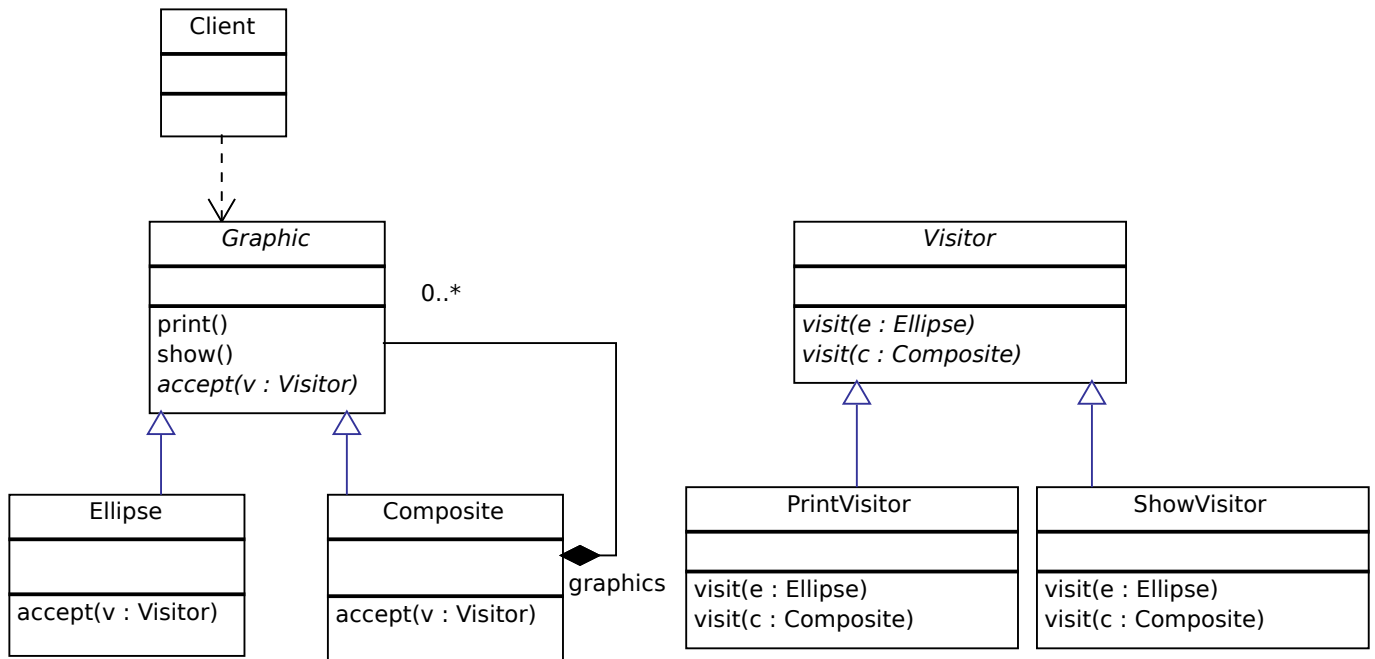 Client
Graphic
print()
show()
accept(v : Visitor)
0..*
Ellipse
accept(v : Visitor)
Composite
accept(v : Visitor)
graphics
Visitor
visit(e : Ellipse)
visit(c : Composite)
PrintVisitor
visit(e : Ellipse)
visit(c : Composite)
ShowVisitor
visit(e : Ellipse)
visit(c : Composite)